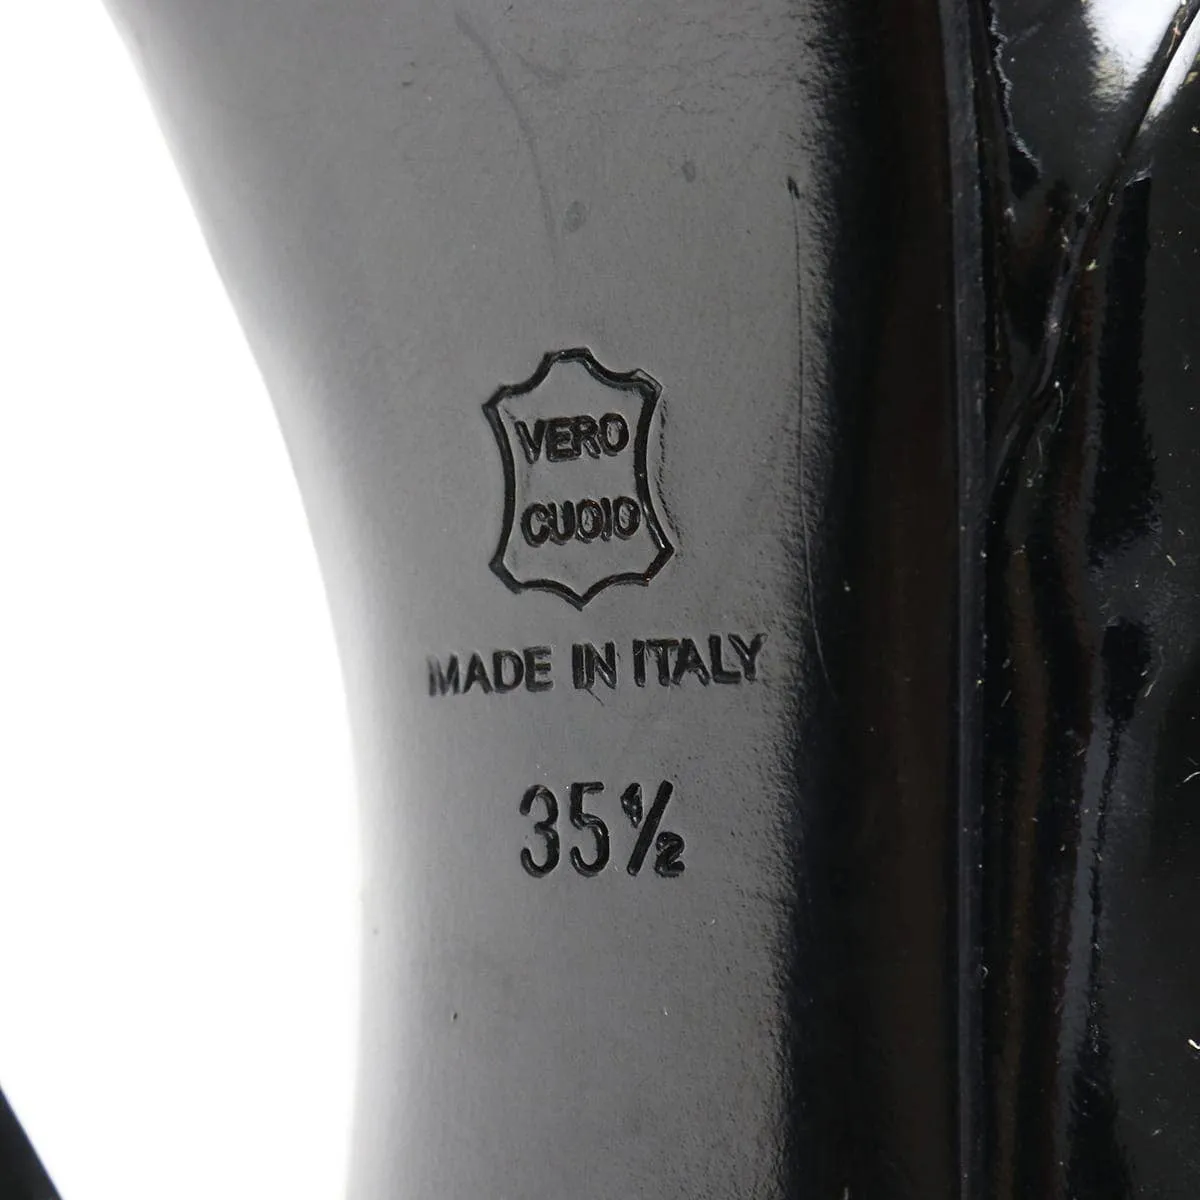 VERO
CUOIO
MADE IN ITALY
35½